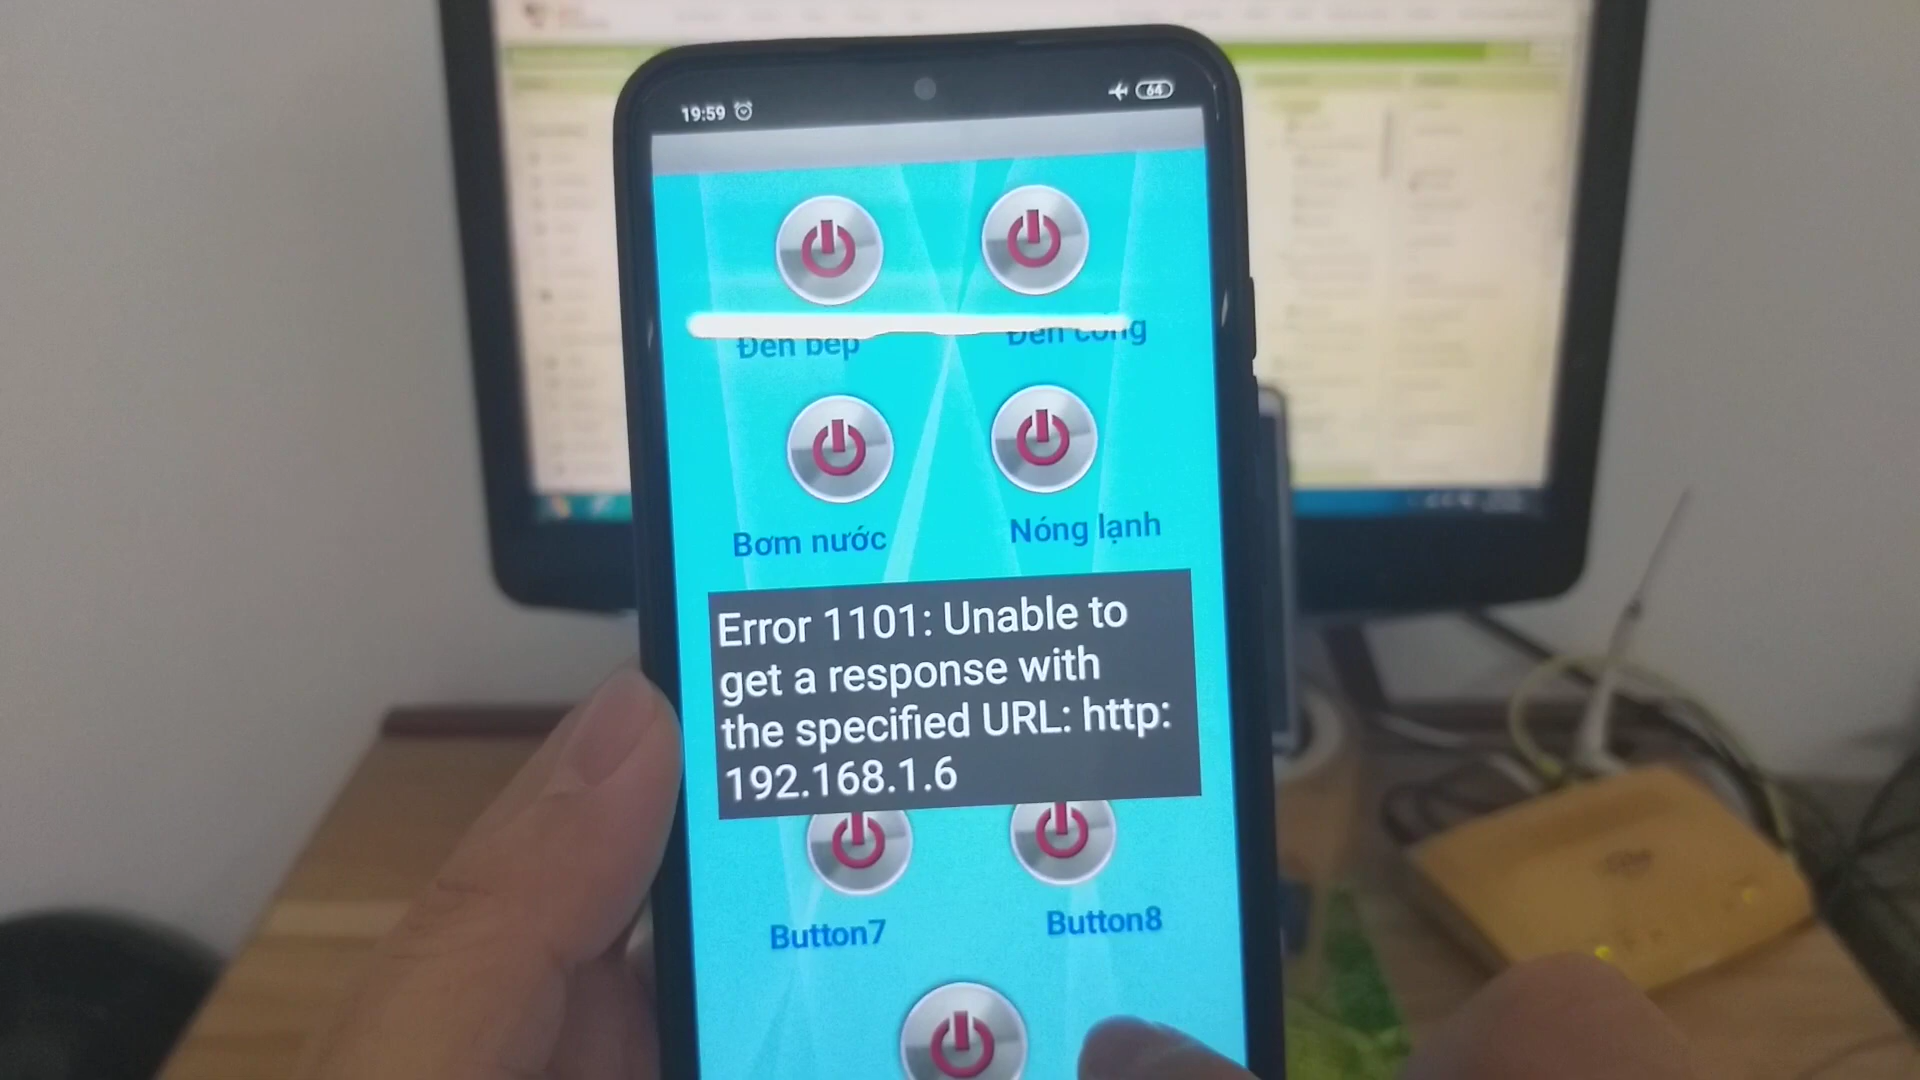 19:59
64
Đèn bếp
Đèn cổng
Bơm nước
Nóng lạnh
Error 1101: Unable to
get a response with
the specified URL: http:
192.168.1.6
Button7
Button8